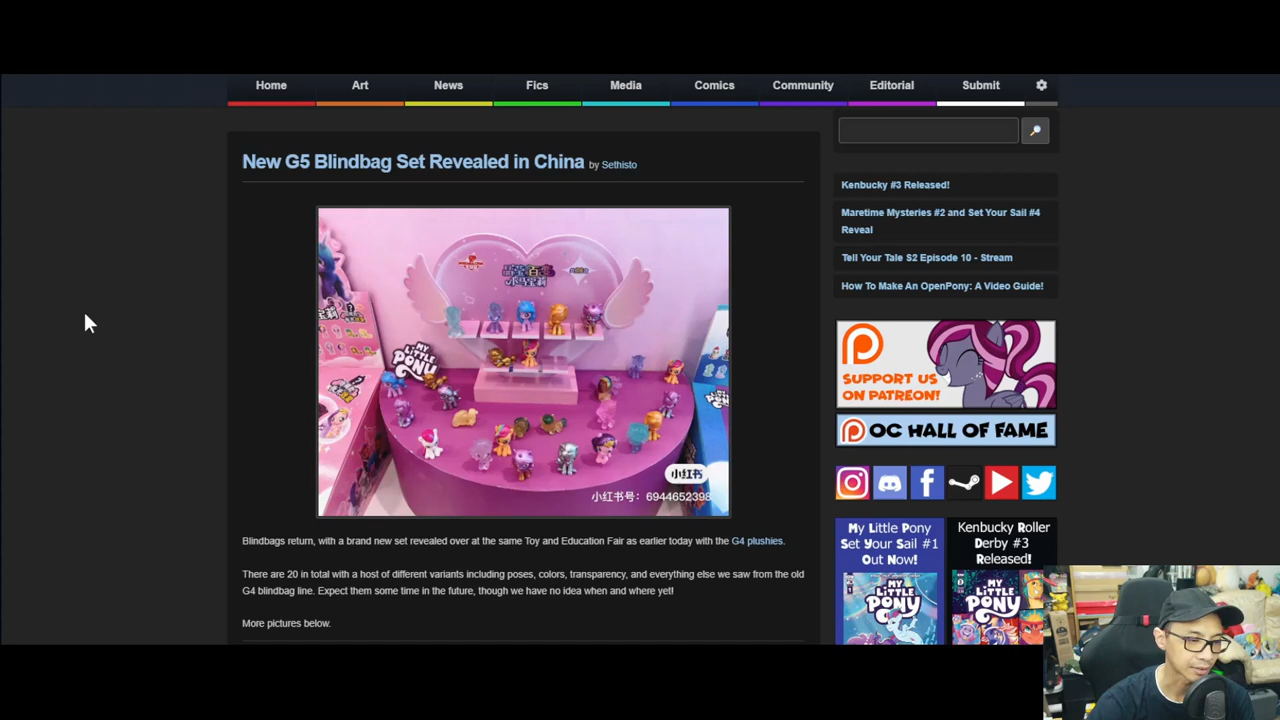 Home Art News Fics Media Comics Community Editorial Submit
New G5 Blindbag Set Revealed in China by Sethisto
MY LITTLE PONY
小马宝莉
小红书
小红书号: 6944652398
Blindbags return, with a brand new set revealed over at the same Toy and Education Fair as earlier today with the G4 plushies.
There are 20 in total with a host of different variants including poses, colors, transparency, and everything else we saw from the old
G4 blindbag line. Expect them some time in the future, though we have no idea when and where yet!
More pictures below.
Kenbucky #3 Released!
Maretime Mysteries #2 and Set Your Sail #4
Reveal
Tell Your Tale S2 Episode 10 - Stream
How To Make An OpenPony: A Video Guide!
SUPPORT US
ON PATREON!
OC HALL OF FAME
My Little Pony
Set Your Sail #1
Out Now!
MY LITTLE PONY
Kenbucky Roller
Derby #3
Released!
MY LITTLE PONY